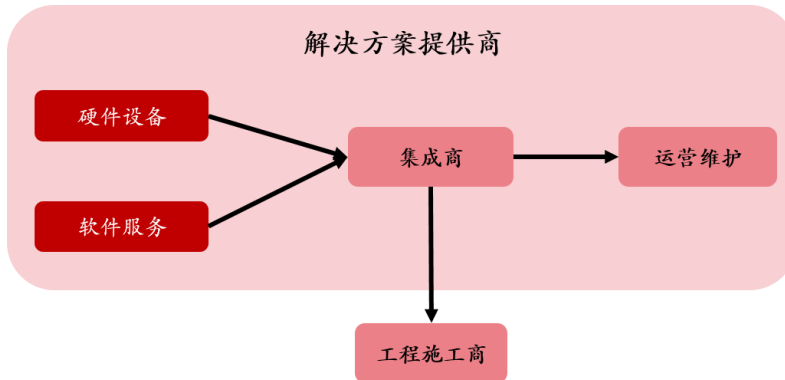 解决方案提供商
硬件设备
集成商
运营维护
软件服务
工程施工商